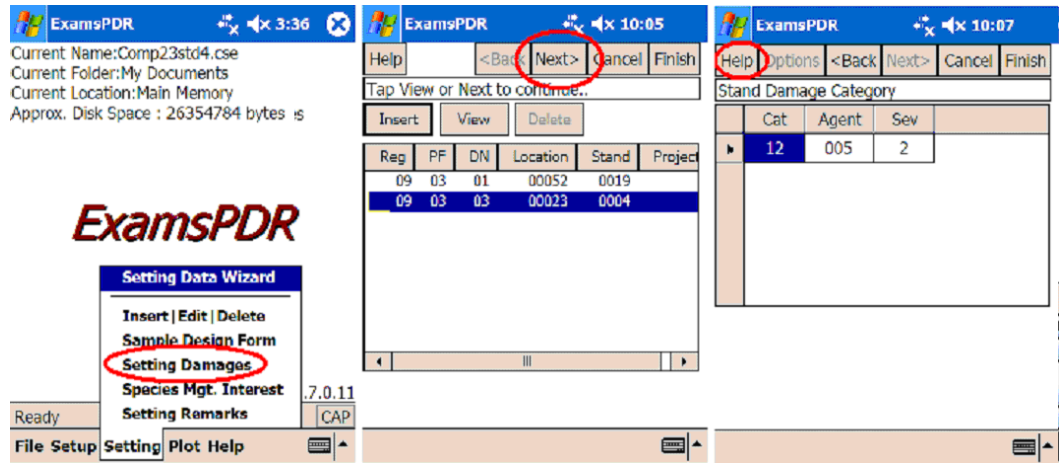 ExamsPDR 3:36
Current Name:Comp23std4.cse
Current Folder:My Documents
Current Location:Main Memory
Approx. Disk Space : 26354784 bytes s
ExamsPDR
Setting Data Wizard
Insert|Edit|Delete
Sample Design Form
Setting Damages
Species Mgt. Interest
.7.0.11
Setting Remarks
Ready CAP
File Setup Setting Plot Help
ExamsPDR 10:05
Help <Back Next> Cancel Finish
Tap View or Next to continue..
Insert View Delete
Reg PF DN Location Stand Project
09 03 01 00052 0019
09 03 03 00023 0004
ExamsPDR 10:07
Help Options <Back Next> Cancel Finish
Stand Damage Category
Cat Agent Sev
12 005 2